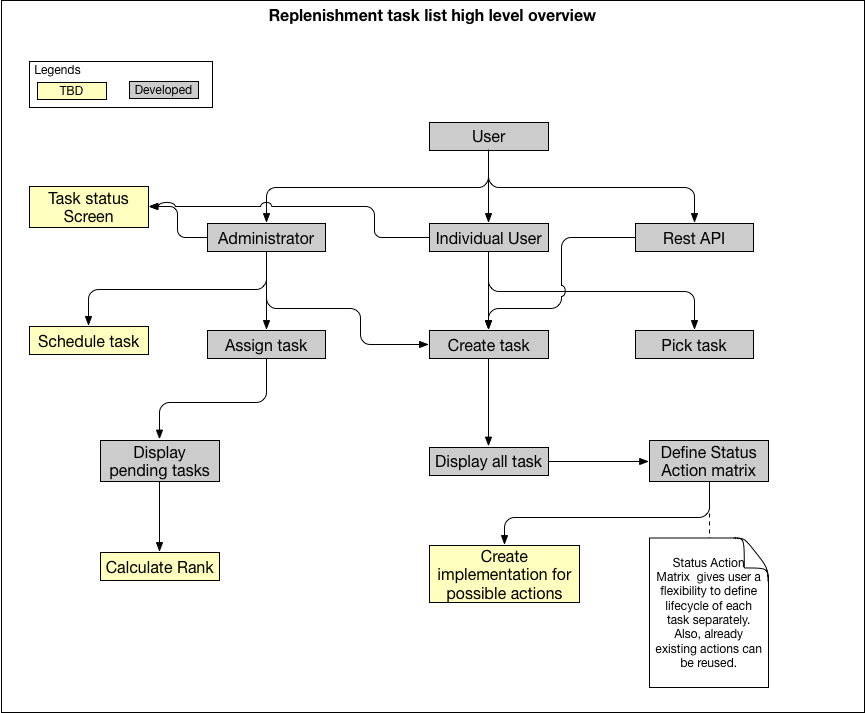 Replenishment task list high level overview
Legends
TBD
Developed
User
Task status
Screen
Administrator
Individual User
Rest API
Schedule task
Assign task
Create task
Pick task
Display
pending tasks
Display all task
Define Status
Action matrix
Calculate Rank
Create
implementation for
possible actions
Status Action
Matrix  gives user a
flexibility to define
lifecycle of each
task separately.
Also, already
existing actions can
be reused.